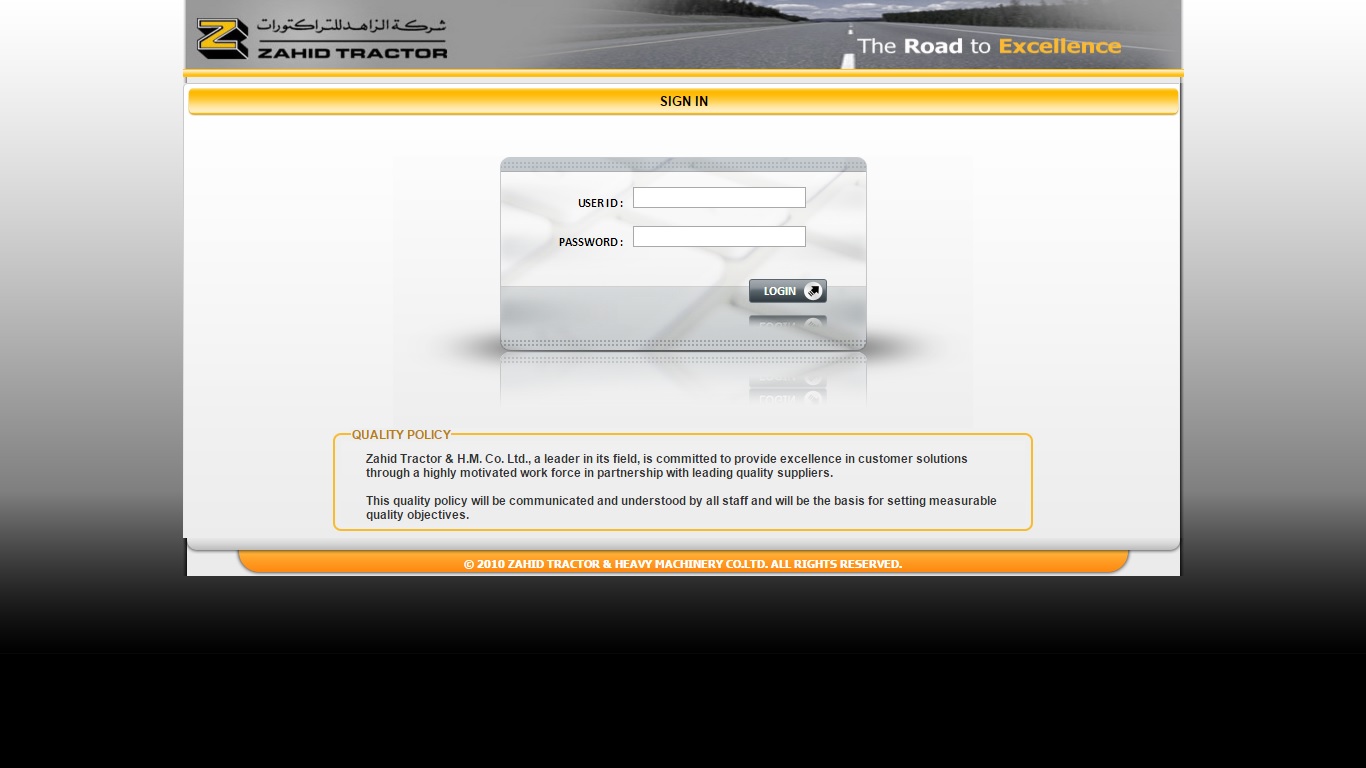 شركة الزاهد للتراكتورات
ZAHID TRACTOR
The Road to Excellence
SIGN IN
USER ID :
PASSWORD :
LOGIN
QUALITY POLICY
Zahid Tractor & H.M. Co. Ltd., a leader in its field, is committed to provide excellence in customer solutions
through a highly motivated work force in partnership with leading quality suppliers.
This quality policy will be communicated and understood by all staff and will be the basis for setting measurable
quality objectives.
© 2010 ZAHID TRACTOR & HEAVY MACHINERY CO.LTD. ALL RIGHTS RESERVED.